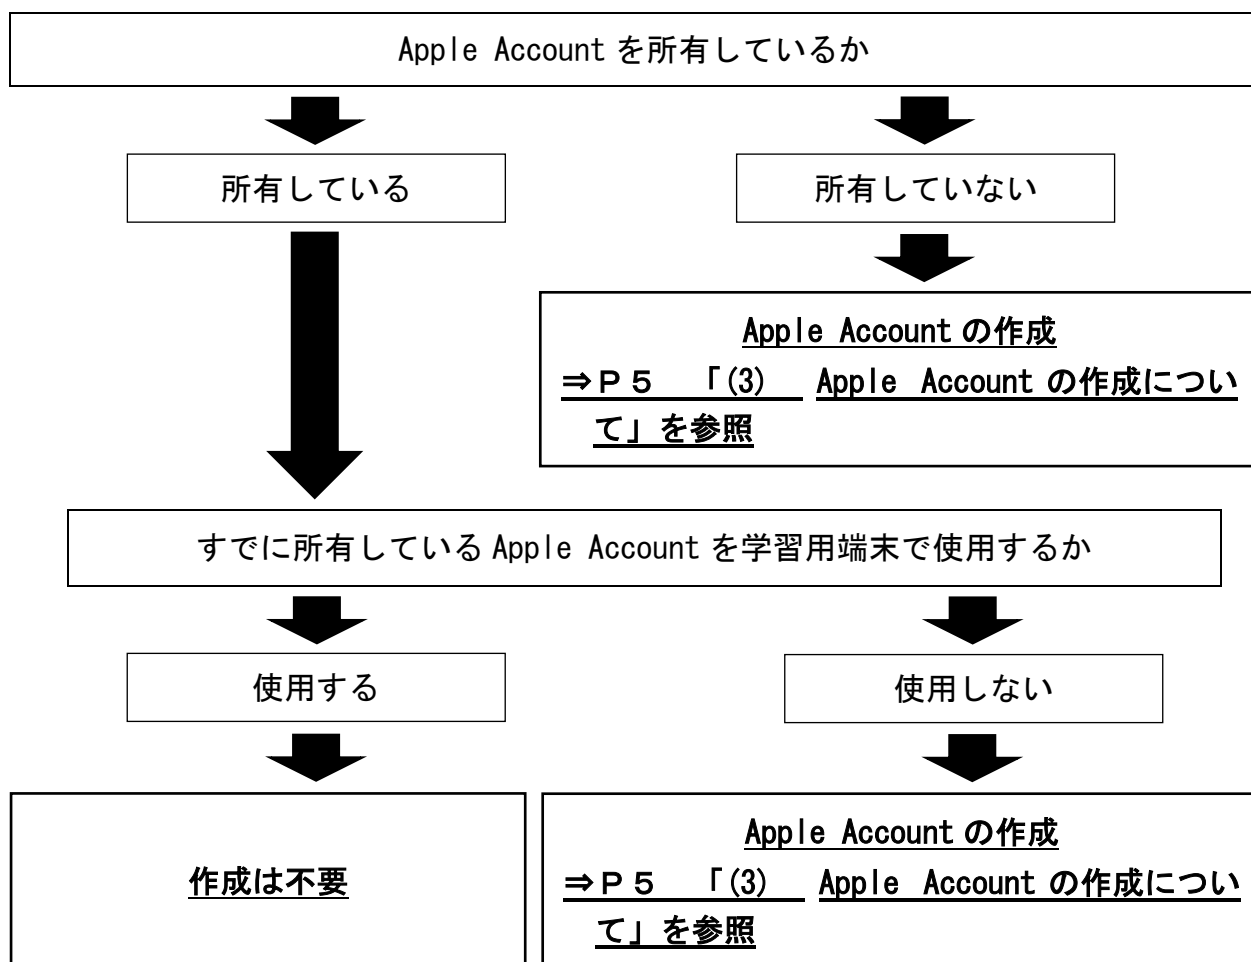 Apple Account を所有しているか
所有している
所有していない
Apple Account の作成
⇒Ｐ５　「(3)　Apple Account の作成につい
て」を参照
すでに所有している Apple Account を学習用端末で使用するか
使用する
使用しない
作成は不要
Apple Account の作成
⇒Ｐ５　「(3)　Apple Account の作成につい
て」を参照